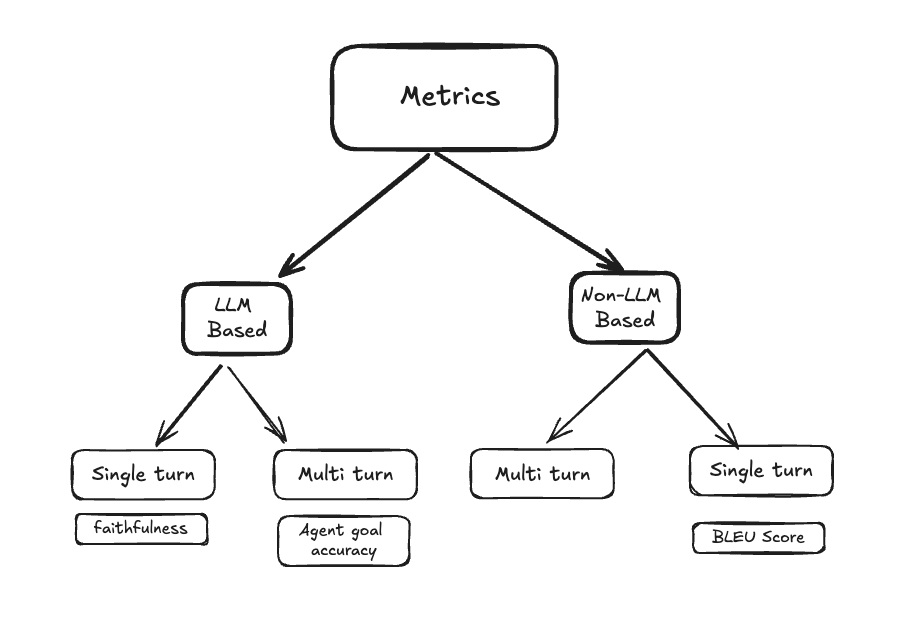 Metrics
LLM
Based
Non-LLM
Based
Single turn
Multi turn
Multi turn
Single turn
faithfulness
Agent goal
accuracy
BLEU Score